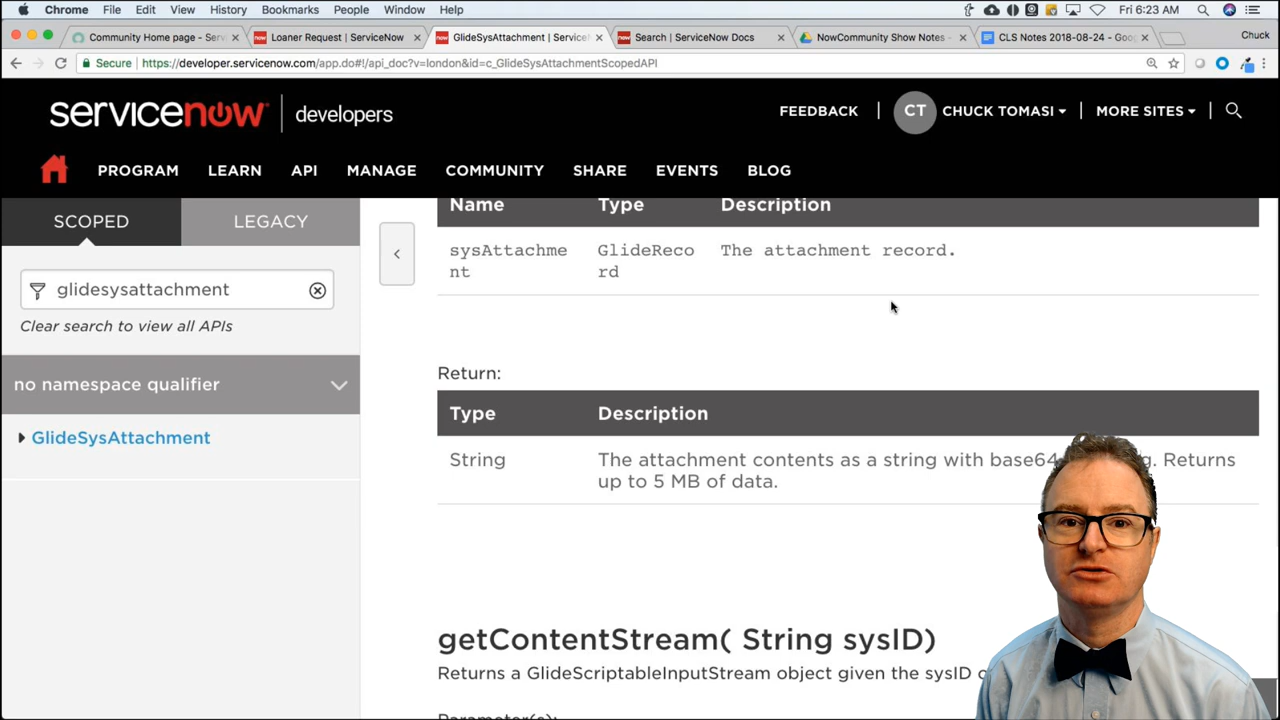 Chrome File Edit View History Bookmarks People Window Help Fri 6:23 AM
Community Home page - Serv GlideSysAttachment | ServiceN
Loaner Request | ServiceNow Search | ServiceNow Docs NowCommunity Show Notes - CLS Notes 2018-08-24 - Goog Chuck
Secure https://developer.servicenow.com/app.do#!/api_doc?v=london&id=c_GlideSysAttachmentScopedAPI
servicenow developers FEEDBACK CT CHUCK TOMASI MORE SITES
PROGRAM LEARN API MANAGE COMMUNITY SHARE EVENTS BLOG
SCOPED LEGACY
glidesysattachment
Clear search to view all APIs
no namespace qualifier
GlideSysAttachment
Name Type Description
sysAttachme GlideReco The attachment record.
nt rd
Return:
Type Description
String The attachment contents as a string with base64 g. Returns
up to 5 MB of data.
getContentStream( String sysID)
Returns a GlideScriptableInputStream object given the sysID
Parameter(s):